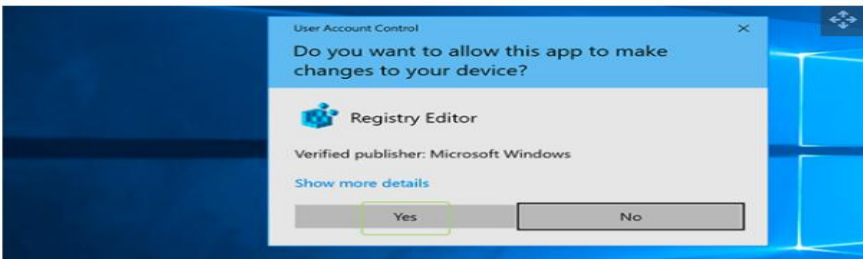 User Account Control
Do you want to allow this app to make
changes to your device?
Registry Editor
Verified publisher: Microsoft Windows
Show more details
Yes
No